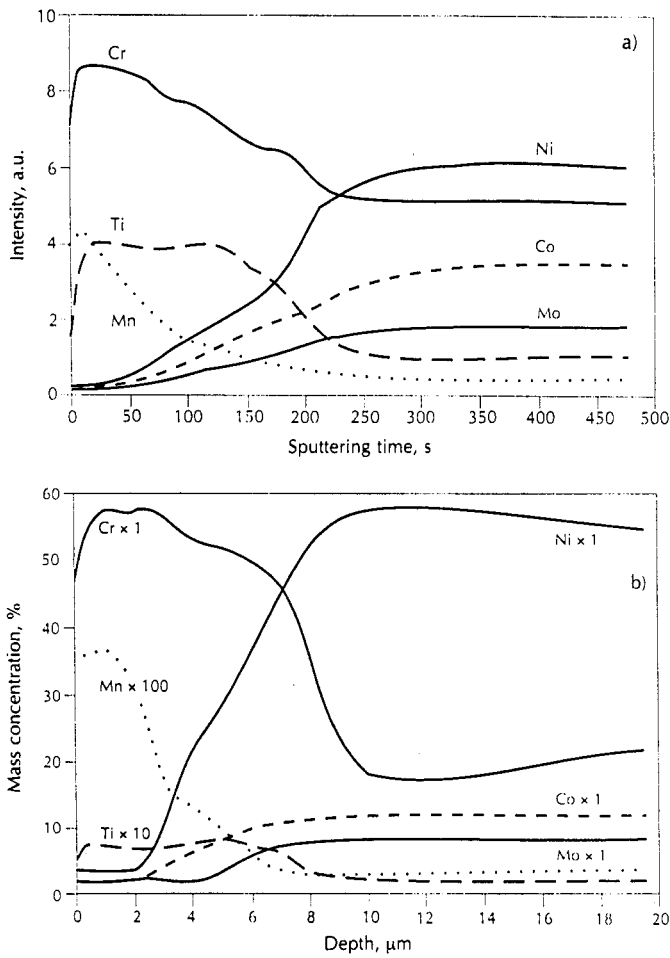 10
a)
Cr
8
Ni
6
Intensity, a.u.
Ti
4
Co
Mn
2
Mo
0
0 50 100 150 200 250 300 350 400 450 500
Sputtering time, s
60
Cr × 1
Ni × 1
50
b)
40
Mass concentration, %
Mn × 100
30
20
Co × 1
10
Ti × 10
Mo × 1
0
0 2 4 6 8 10 12 14 16 18 20
Depth, μm